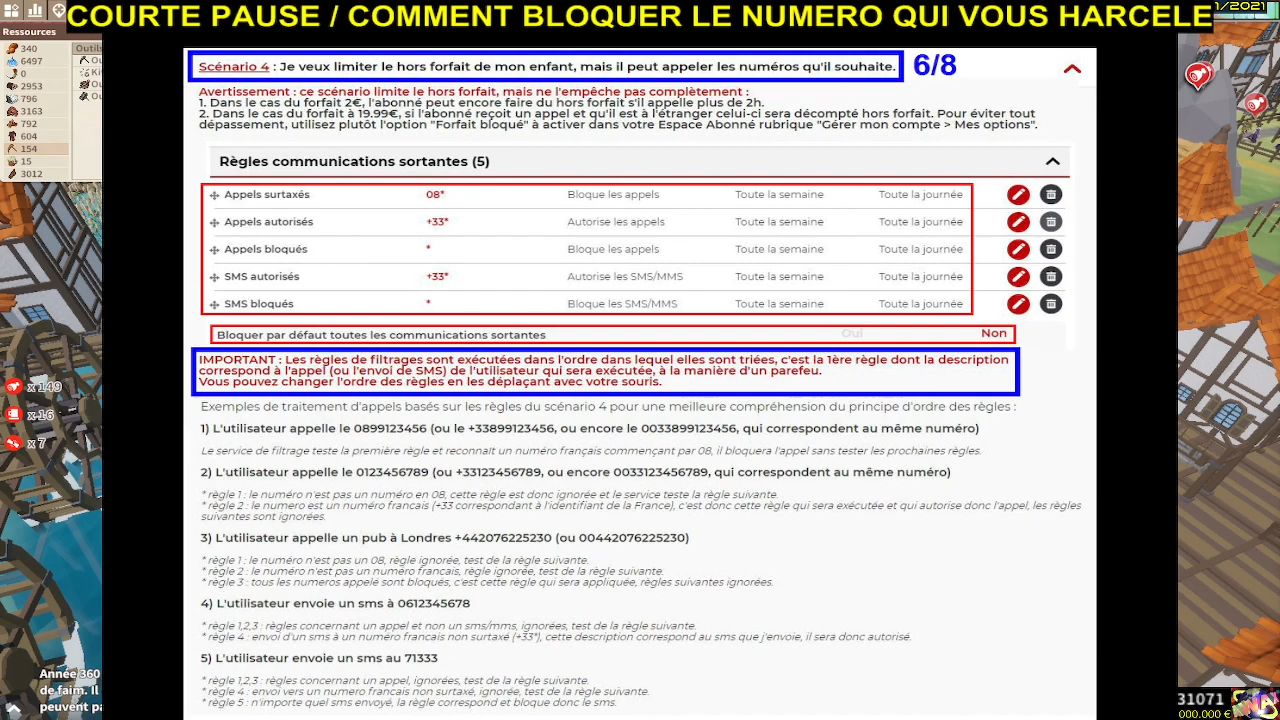 COURTE PAUSE / COMMENT BLOQUER LE NUMERO QUI VOUS HARCELE
1/2021
Ressources
340
6497
0
2953
796
3163
792
604
154
15
3012
Outils
x 149
x 16
x 7
Année 360
de faim. Il
peuvent pa
Scénario 4 : Je veux limiter le hors forfait de mon enfant, mais il peut appeler les numéros qu'il souhaite.
6/8
Avertissement : ce scénario limite le hors forfait, mais ne l'empêche pas complètement :
1. Dans le cas du forfait 2€, l'abonné peut encore faire du hors forfait s'il appelle plus de 2h.
2. Dans le cas du forfait à 19.99€, si l'abonné reçoit un appel et qu'il est à l'étranger celui-ci sera décompté hors forfait. Pour éviter tout
dépassement, utilisez plutôt l'option "Forfait bloqué" à activer dans votre Espace Abonné rubrique "Gérer mon compte > Mes options".
Règles communications sortantes (5)
Appels surtaxés 08* Bloque les appels Toute la semaine Toute la journée
Appels autorisés +33* Autorise les appels Toute la semaine Toute la journée
Appels bloqués * Bloque les appels Toute la semaine Toute la journée
SMS autorisés +33* Autorise les SMS/MMS Toute la semaine Toute la journée
SMS bloqués * Bloque les SMS/MMS Toute la semaine Toute la journée
Bloquer par défaut toutes les communications sortantes Oui Non
IMPORTANT : Les règles de filtrages sont exécutées dans l'ordre dans lequel elles sont triées, c'est la 1ère règle dont la description
correspond à l'appel (ou l'envoi de SMS) de l'utilisateur qui sera exécutée, à la manière d'un parefeu.
Vous pouvez changer l'ordre des règles en les déplaçant avec votre souris.
Exemples de traitement d'appels basés sur les règles du scénario 4 pour une meilleure compréhension du principe d'ordre des règles :
1) L'utilisateur appelle le 0899123456 (ou le +33899123456, ou encore le 0033899123456, qui correspondent au même numéro)
Le service de filtrage teste la première règle et reconnaît un numéro français commençant par 08, il bloquera l'appel sans tester les prochaines règles.
2) L'utilisateur appelle le 0123456789 (ou +33123456789, ou encore 0033123456789, qui correspondent au même numéro)
* règle 1 : le numéro n'est pas un numéro en 08, cette règle est donc ignorée et le service teste la règle suivante.
* règle 2 : le numero est un numéro francais (+33 correspondant à l'identifiant de la France), c'est donc cette règle qui sera exécutée et qui autorise donc l'appel, les règles
suivantes sont ignorées.
3) L'utilisateur appelle un pub à Londres +442076225230 (ou 00442076225230)
* règle 1 : le numéro n'est pas un 08, règle ignorée, test de la règle suivante.
* règle 2 : le numéro n'est pas un numéro francais, règle ignorée, test de la règle suivante.
* règle 3 : tous les numeros appelé sont bloqués, c'est cette règle qui sera appliquée, règles suivantes ignorées.
4) L'utilisateur envoie un sms à 0612345678
* règle 1,2,3 : règles concernant un appel et non un sms/mms, ignorées, test de la règle suivante.
* règle 4 : envoi d'un sms à un numéro francais non surtaxé (+33*), cette description correspond au sms que j'envoie, il sera donc autorisé.
5) L'utilisateur envoie un sms au 71333
* règle 1,2,3 : règles concernant un appel, ignorées, test de la règle suivante.
* règle 4 : envoi vers un numero francais non surtaxé, ignorée, test de la règle suivante.
* règle 5 : n'importe quel sms envoyé, la règle correspond et bloque donc le sms.
31071
000.000 €